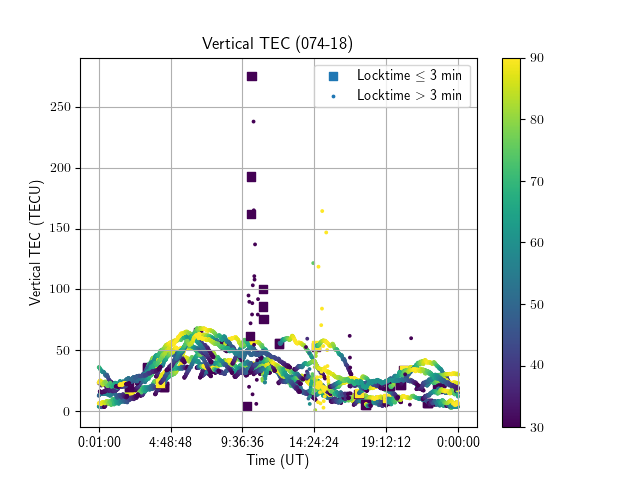 Vertical TEC (074-18)
Locktime ≤ 3 min
Locktime > 3 min
Vertical TEC (TECU)
250
200
150
100
50
0
0:01:00 4:48:48 9:36:36 14:24:24 19:12:12 0:00:00
Time (UT)
90
80
70
60
50
40
30